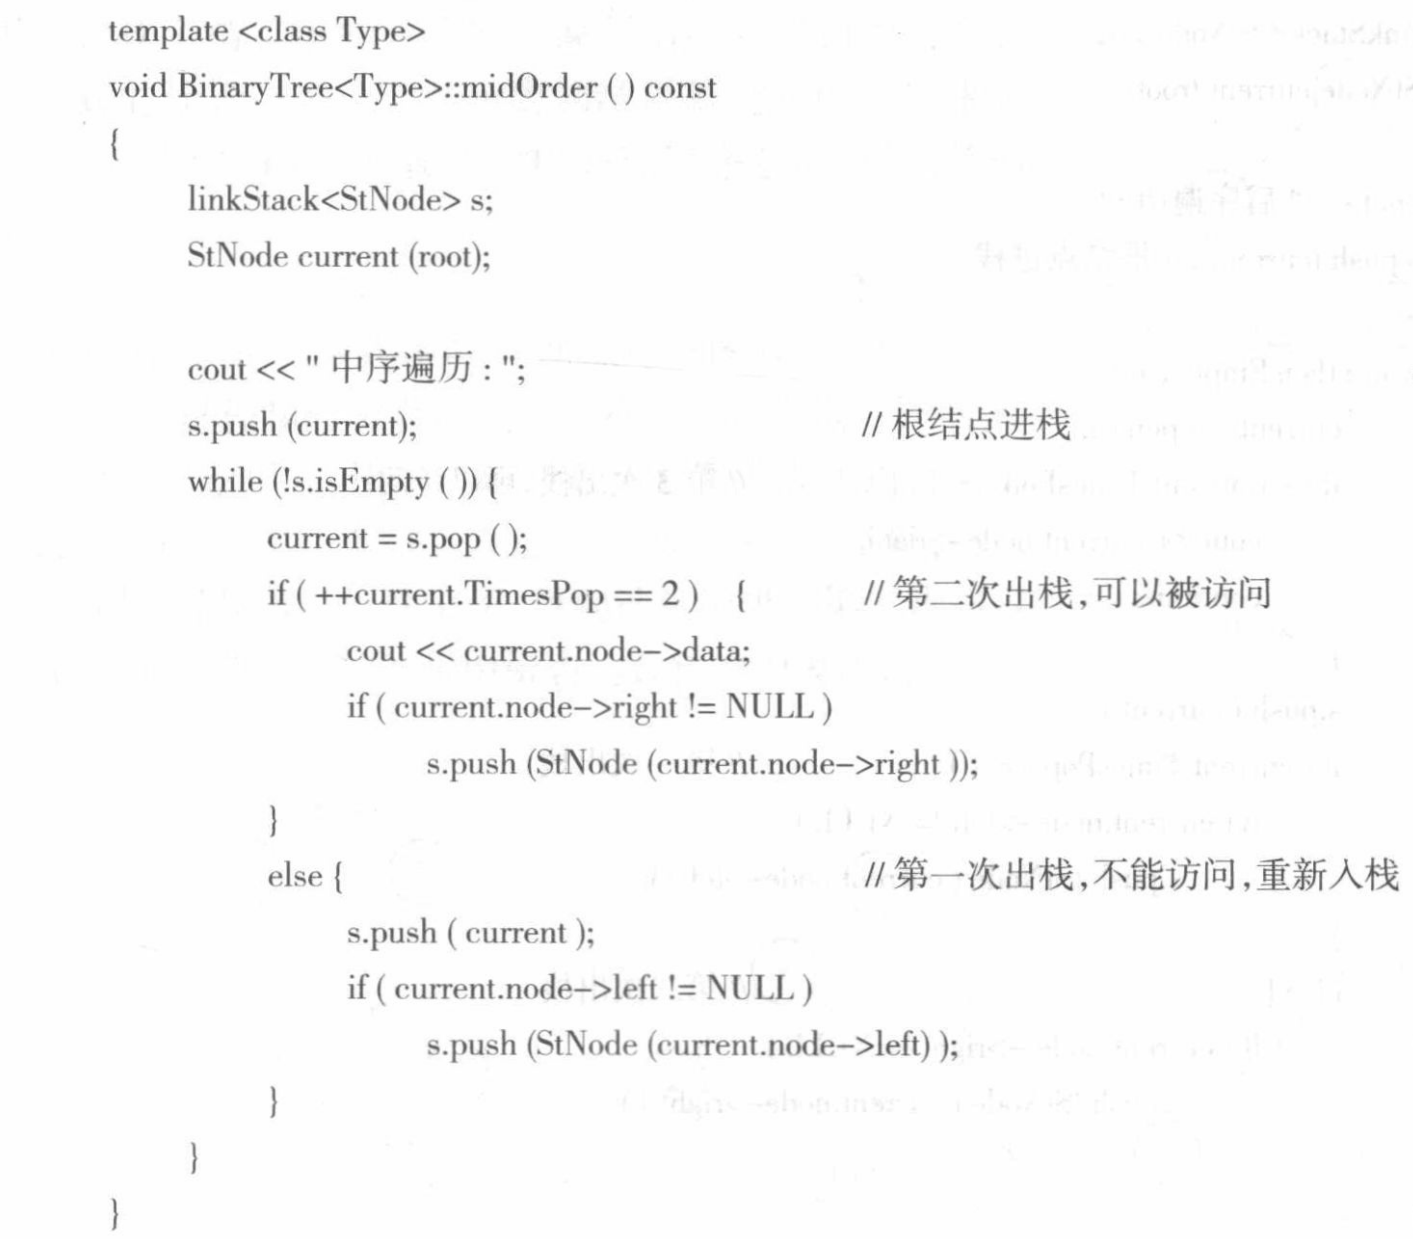 template <class Type>
void BinaryTree<Type>::midOrder ( ) const
{
linkStack<StNode> s;
StNode current (root);
cout << " 中序遍历 : ";
s.push (current); // 根结点进栈
while (!s.isEmpty ( )) {
current = s.pop ( );
if ( ++current.TimesPop == 2 ) { // 第二次出栈,可以被访问
cout << current.node–>data;
if ( current.node–>right != NULL )
s.push (StNode (current.node–>right ));
}
else { // 第一次出栈,不能访问,重新入栈
s.push ( current );
if ( current.node–>left != NULL )
s.push (StNode (current.node–>left) );
}
}
}